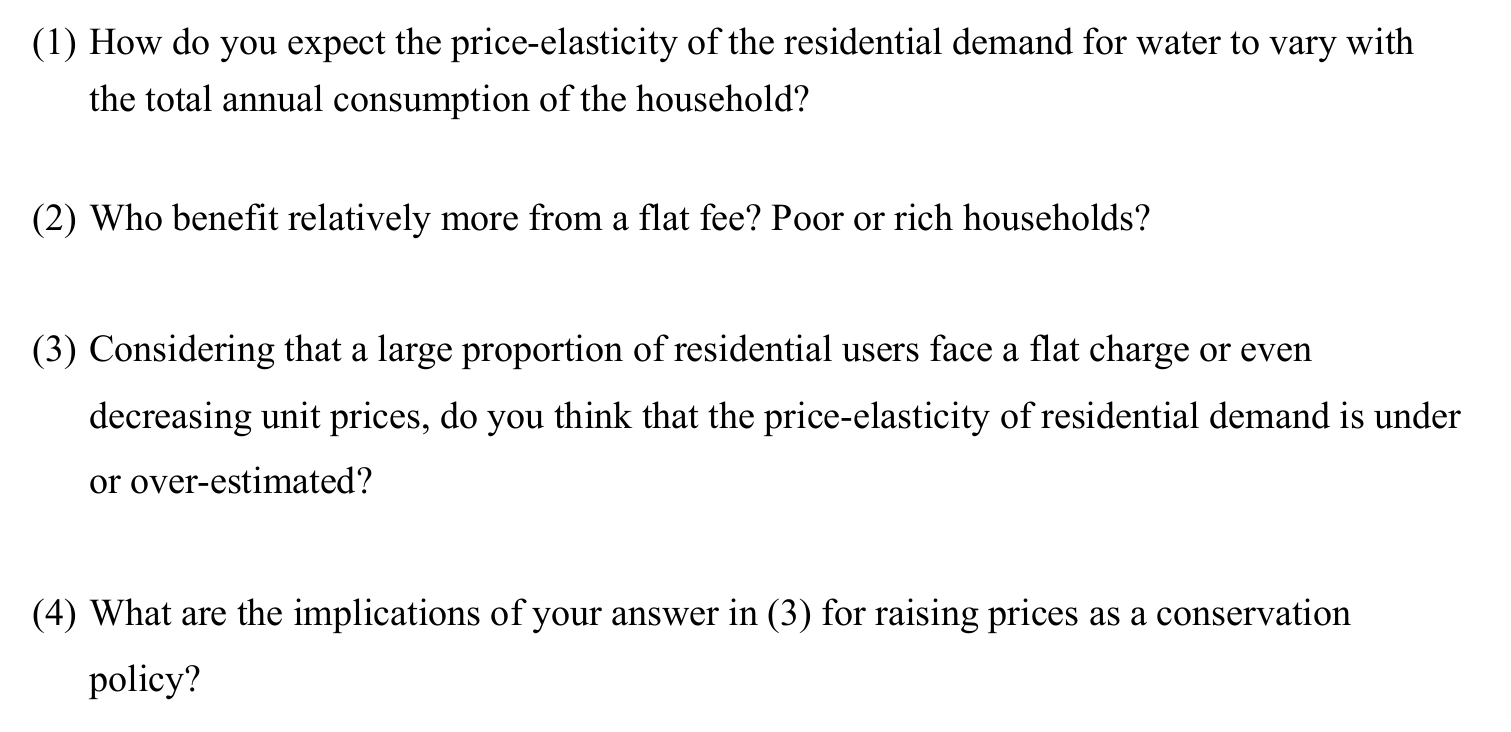 (1) How do you expect the price-elasticity of the residential demand for water to vary with
the total annual consumption of the household?
(2) Who benefit relatively more from a flat fee? Poor or rich households?
(3) Considering that a large proportion of residential users face a flat charge or even
decreasing unit prices, do you think that the price-elasticity of residential demand is under
or over-estimated?
(4) What are the implications of your answer in (3) for raising prices as a conservation
policy?